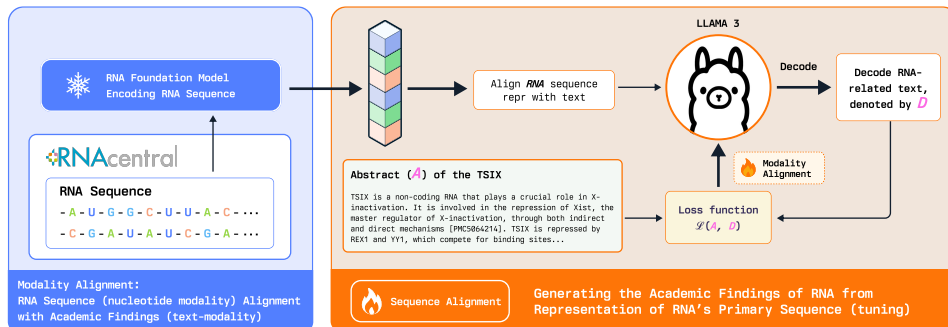 RNA Foundation Model
Encoding RNA Sequence
RNAcentral
RNA Sequence
-A-U-G-G-C-U-U-A-C-···
-C-G-A-U-A-U-C-G-A-···
Modality Alignment:
RNA Sequence (nucleotide modality) Alignment
with Academic Findings (text-modality)
Align RNA sequence
repr with text
LLAMA 3
Decode
Decode RNA-
related text,
denoted by D
Abstract (A) of the TSIX
TSIX is a non-coding RNA that plays a crucial role in X-
inactivation. It is involved in the repression of Xist, the
master regulator of X-inactivation, through both indirect
and direct mechanisms [PMC5064214]. TSIX is repressed by
REX1 and YY1, which compete for binding sites...
Modality
Alignment
Loss function
ℒ(A, D)
Sequence Alignment
Generating the Academic Findings of RNA from
Representation of RNA's Primary Sequence (tuning)